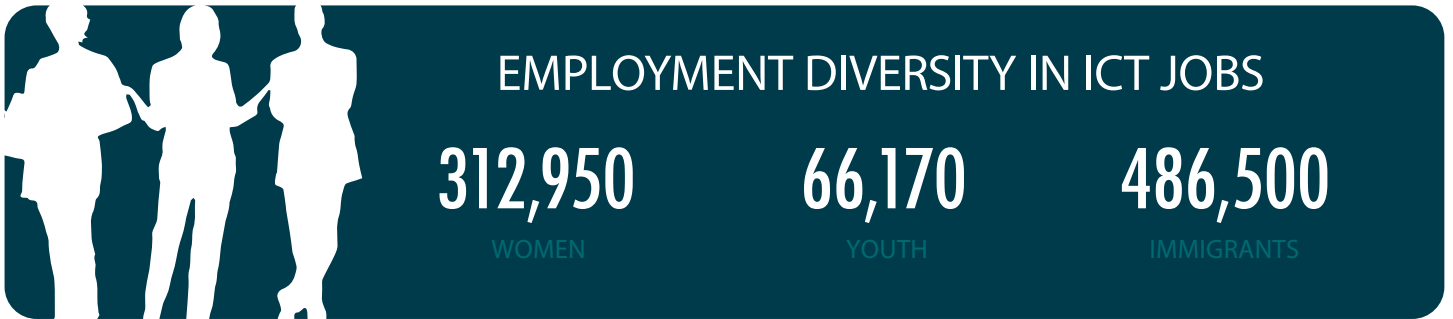 EMPLOYMENT DIVERSITY IN ICT JOBS
312,950 66,170 486,500
WOMEN YOUTH IMMIGRANTS